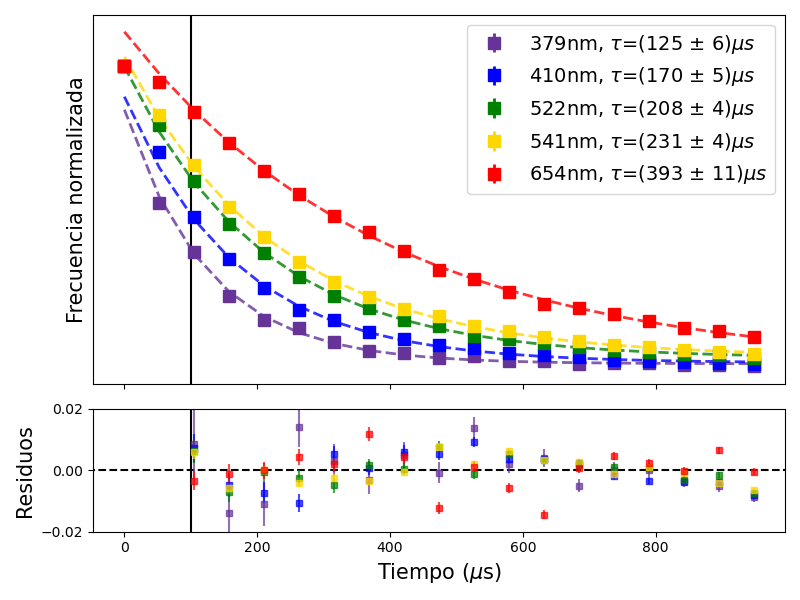 379nm, τ=(125 ± 6)μs
410nm, τ=(170 ± 5)μs
522nm, τ=(208 ± 4)μs
541nm, τ=(231 ± 4)μs
654nm, τ=(393 ± 11)μs
Frecuencia normalizada
0.02
0.00
−0.02
Residuos
0 200 400 600 800
Tiempo (μs)